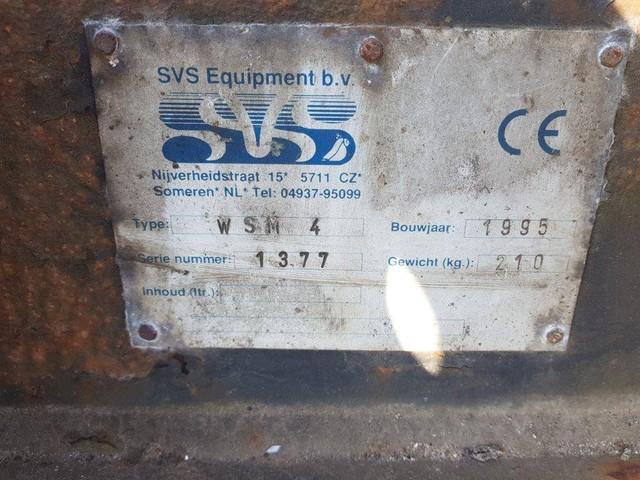 SVS Equipment b.v.
SVS
CE
Nijverheidstraat 15* 5711 CZ*
Someren* NL* Tel: 04937-95099
Type: WSM 4 Bouwjaar: 1995
Serie nummer: 1377 Gewicht (kg.): 210
Inhoud (ltr.):